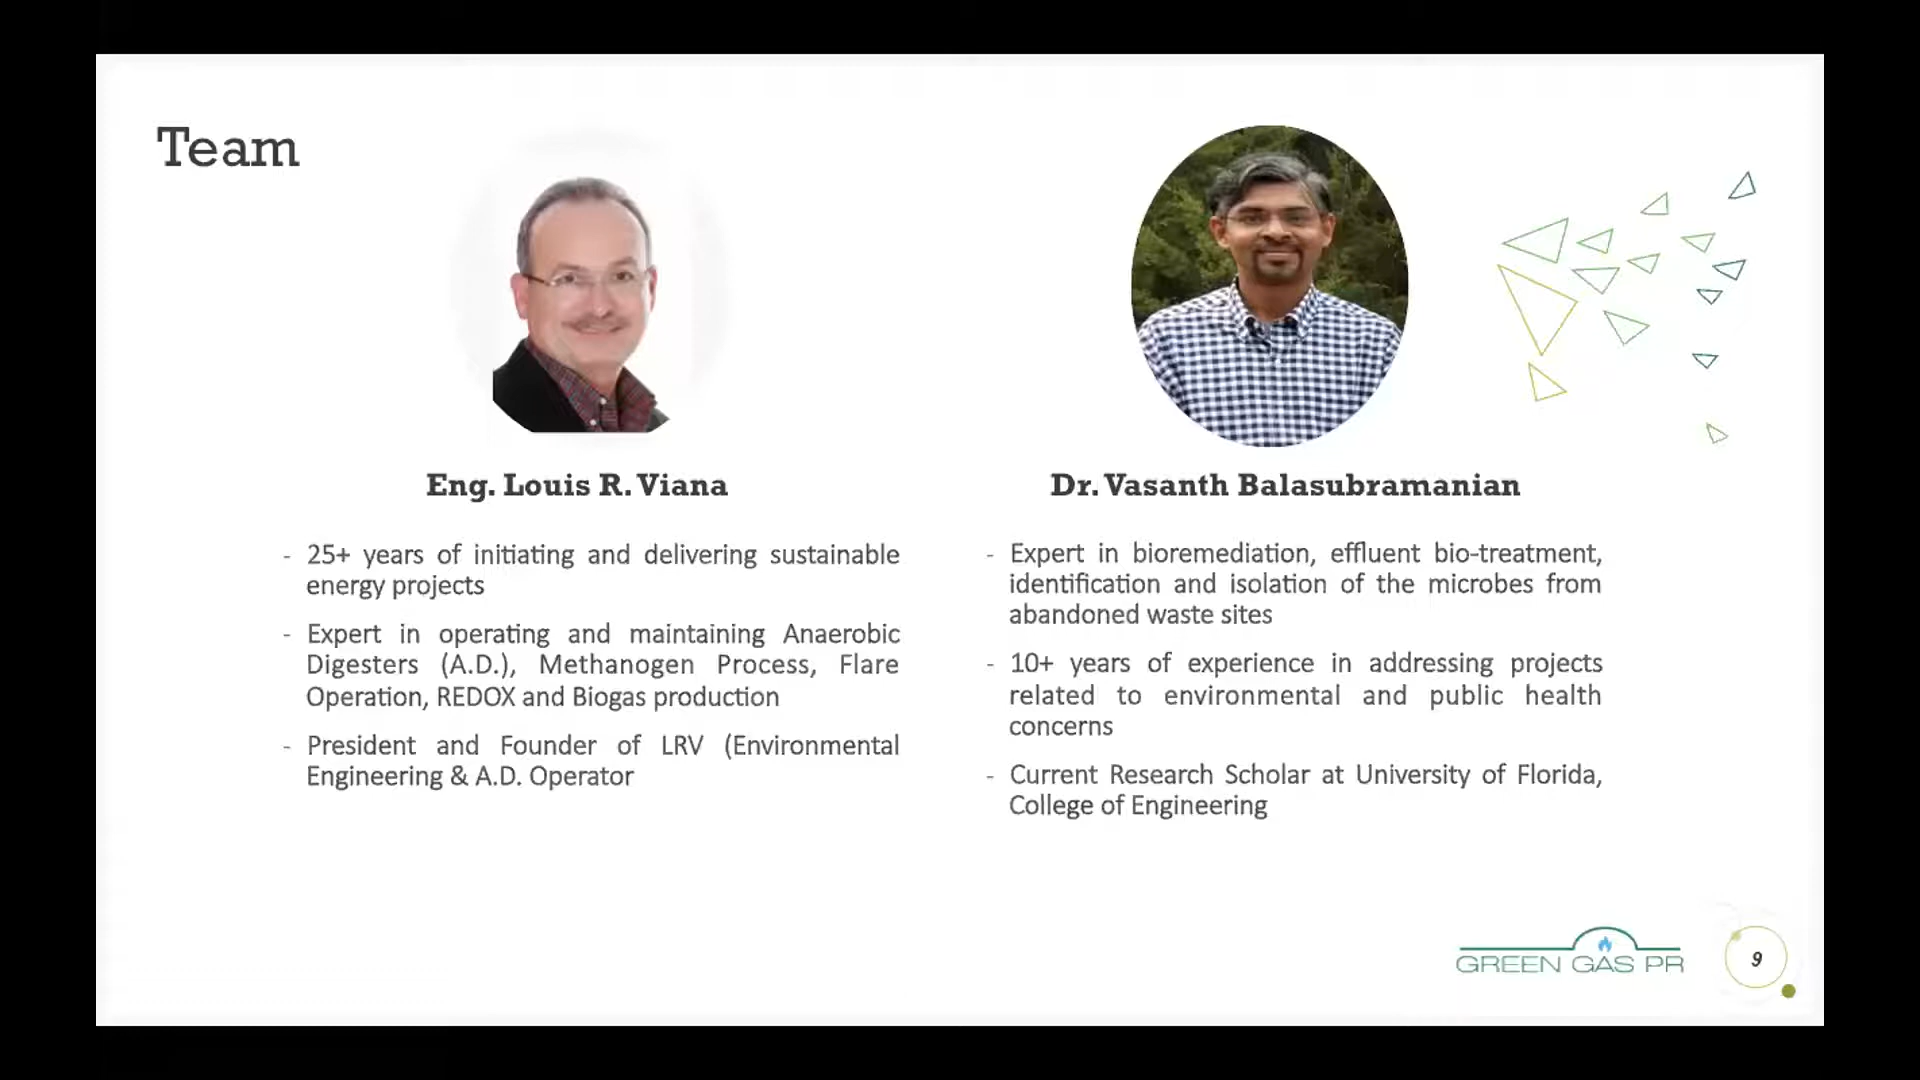 Team
Eng. Louis R. Viana
- 25+ years of initiating and delivering sustainable
energy projects
- Expert in operating and maintaining Anaerobic
Digesters (A.D.), Methanogen Process, Flare
Operation, REDOX and Biogas production
- President and Founder of LRV (Environmental
Engineering & A.D. Operator
Dr. Vasanth Balasubramanian
- Expert in bioremediation, effluent bio-treatment,
identification and isolation of the microbes from
abandoned waste sites
- 10+ years of experience in addressing projects
related to environmental and public health
concerns
- Current Research Scholar at University of Florida,
College of Engineering
GREEN GAS PR
9